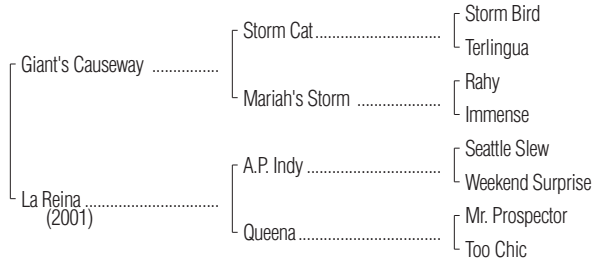 Storm Bird
Storm Cat
Terlingua
Giant's Causeway
Rahy
Mariah's Storm
Immense
Seattle Slew
A.P. Indy
Weekend Surprise
La Reina
(2001)
Mr. Prospector
Queena
Too Chic